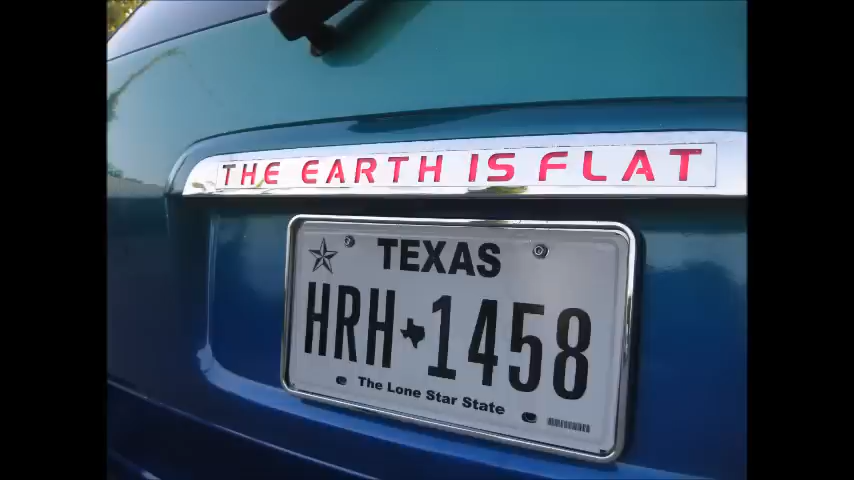 THE EARTH IS FLAT
TEXAS
HRH 1458
The Lone Star State